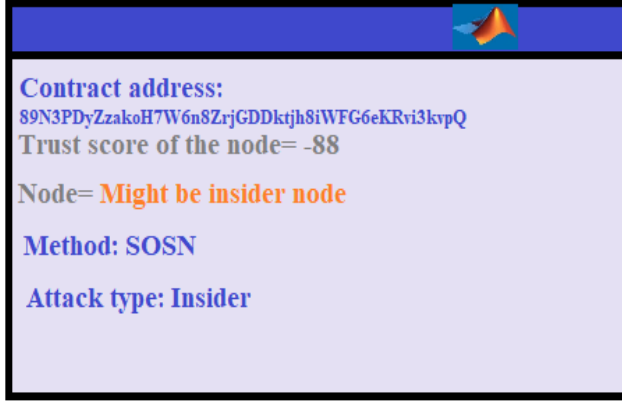 Contract address:
89N3PDyZzakoH7W6n8ZrjGDDktjh8iWFG6eKRvi3kvpQ
Trust score of the node= -88
Node= Might be insider node
Method: SOSN
Attack type: Insider